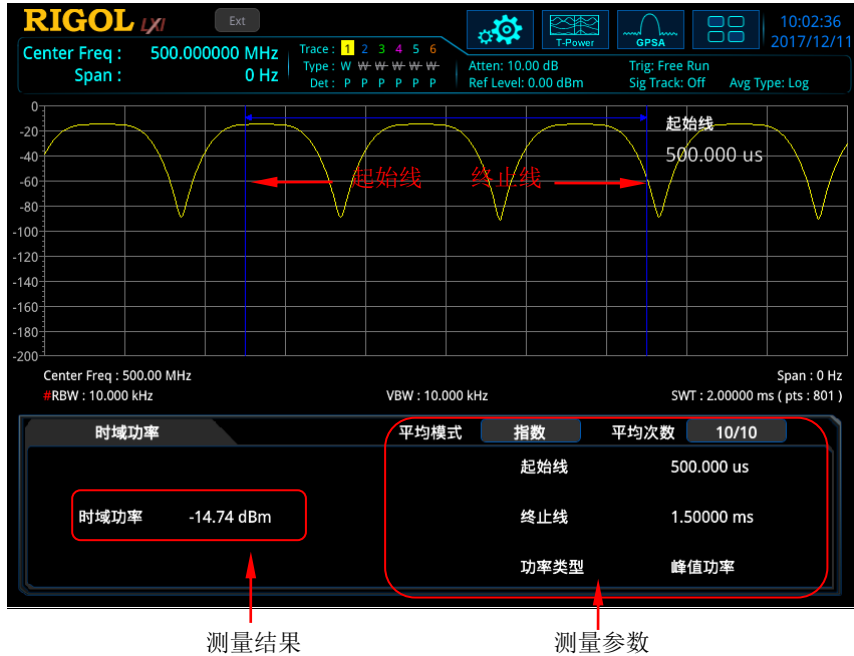 RIGOL LXI Ext
T-Power GPSA
10:02:36
2017/12/11
Center Freq : 500.000000 MHz
Span : 0 Hz
Trace : 1 2 3 4 5 6
Type : W W W W W W
Det : P P P P P P
Atten: 10.00 dB
Ref Level: 0.00 dBm
Trig: Free Run
Sig Track: Off Avg Type: Log
0
-20
-40
-60
-80
-100
-120
-140
-160
-180
-200
起始线
500.000 us
起始线 终止线
Center Freq : 500.00 MHz Span : 0 Hz
#RBW : 10.000 kHz VBW : 10.000 kHz SWT : 2.00000 ms ( pts : 801 )
时域功率
平均模式 指数 平均次数 10/10
起始线 500.000 us
时域功率 -14.74 dBm
终止线 1.50000 ms
功率类型 峰值功率
测量结果 测量参数